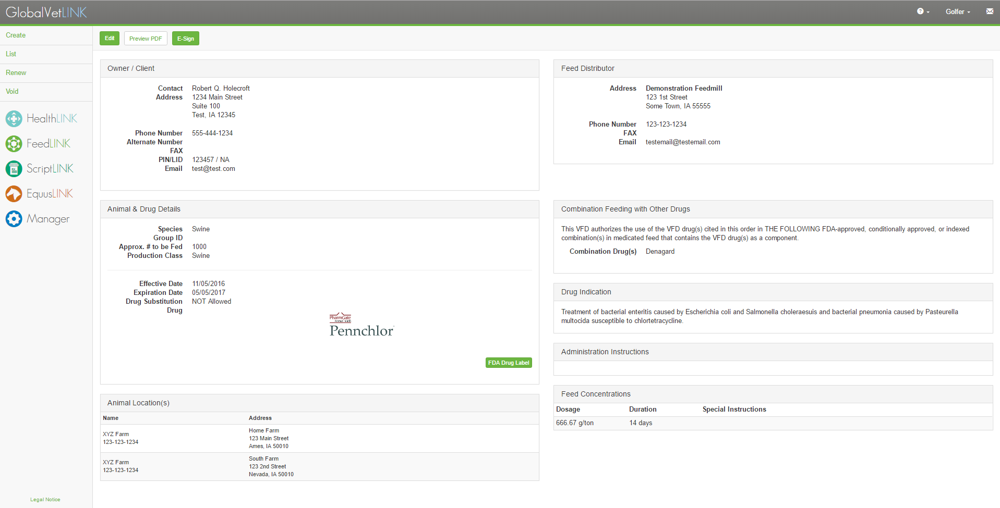 GlobalVetLINK
Golfer
Create
List
Renew
Void
HealthLINK
FeedLINK
ScriptLINK
EquusLINK
Manager
Legal Notice
Edit
Preview PDF
E-Sign
Owner / Client
Contact Robert Q. Holecroft
Address 1234 Main Street
Suite 100
Test, IA 12345
Phone Number 555-444-1234
Alternate Number
FAX
PIN/LID 123457 / NA
Email test@test.com
Feed Distributor
Address Demonstration Feedmill
123 1st Street
Some Town, IA 55555
Phone Number 123-123-1234
FAX
Email testemail@testemail.com
Animal & Drug Details
Species Swine
Group ID
Approx. # to be Fed 1000
Production Class Swine
Effective Date 11/05/2016
Expiration Date 05/05/2017
Drug Substitution NOT Allowed
Drug
PharmGate
Animal Health
Pennchlor
FDA Drug Label
Combination Feeding with Other Drugs
This VFD authorizes the use of the VFD drug(s) cited in this order in THE FOLLOWING FDA-approved, conditionally approved, or indexed
combination(s) in medicated feed that contains the VFD drug(s) as a component.
Combination Drug(s) Denagard
Drug Indication
Treatment of bacterial enteritis caused by Escherichia coli and Salmonella choleraesuis and bacterial pneumonia caused by Pasteurella
multocida susceptible to chlortetracycline.
Administration Instructions
Feed Concentrations
Dosage Duration Special Instructions
666.67 g/ton 14 days
Animal Location(s)
Name Address
XYZ Farm
123-123-1234
Home Farm
123 Main Street
Ames, IA 50010
XYZ Farm
123-123-1234
South Farm
123 2nd Street
Nevada, IA 50010